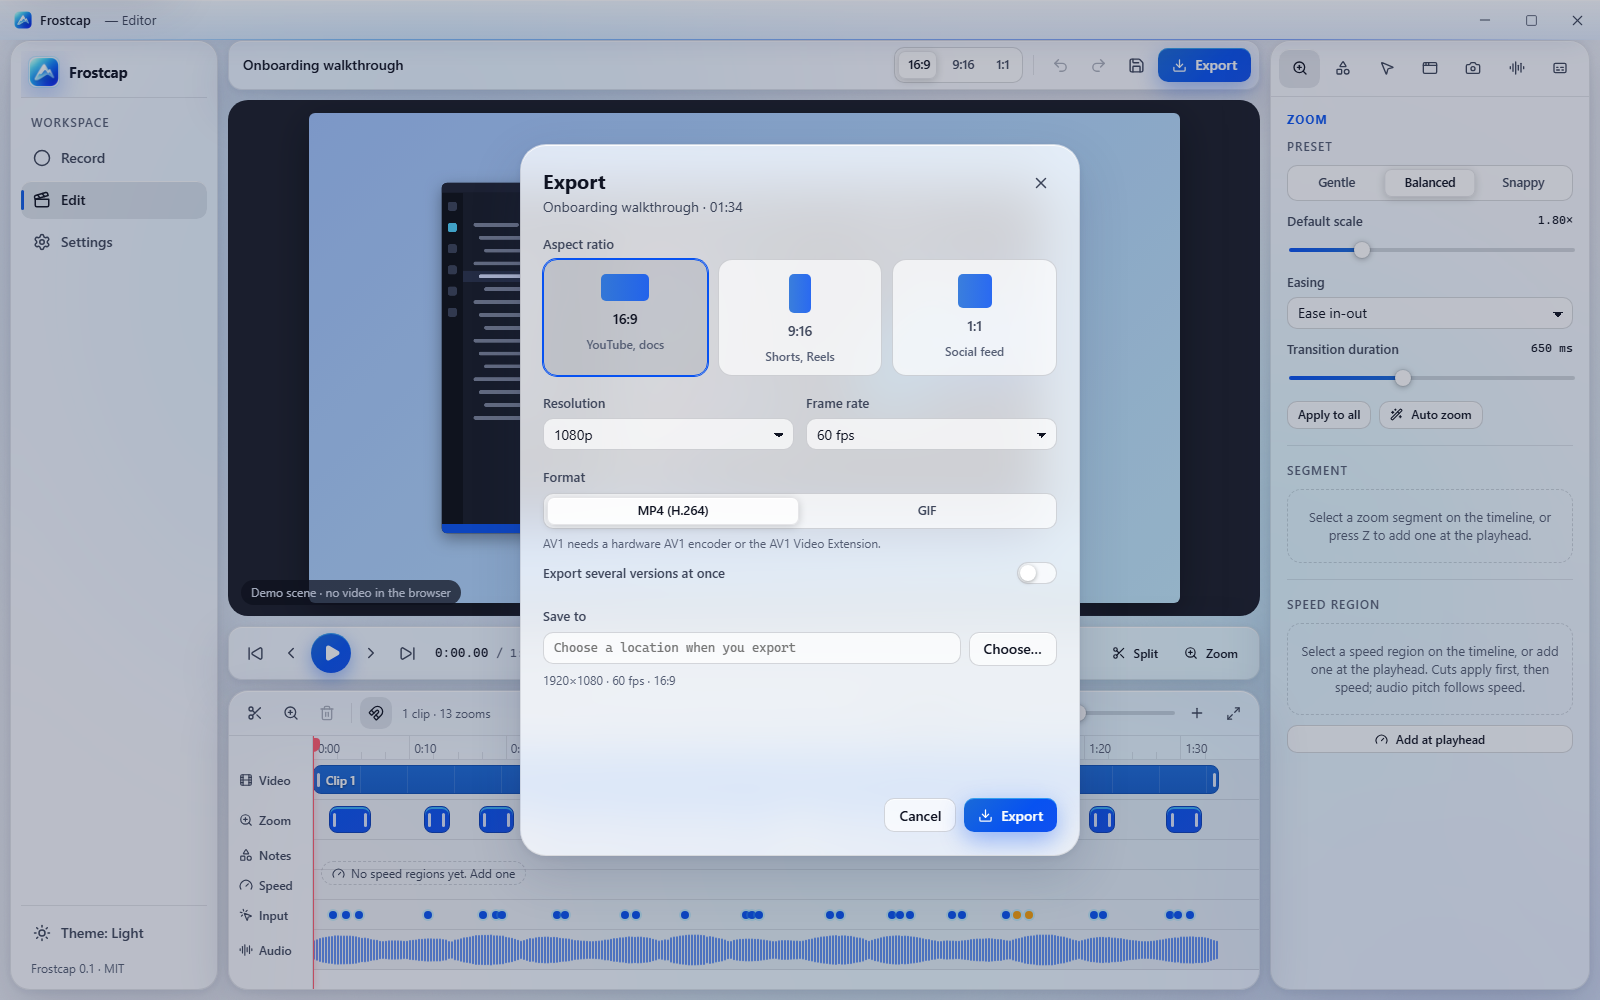 Frostcap — Editor
Frostcap
WORKSPACE
Record
Edit
Settings
Theme: Light
Frostcap 0.1 · MIT
Onboarding walkthrough
16:9 9:16 1:1
Export
Demo scene · no video in the browser
0:00.00 / 1
Split Zoom
1 clip · 13 zooms
0:00 0:10 0: 1:20 1:30
Video Clip 1
Zoom
Notes
Speed No speed regions yet. Add one
Input
Audio
Export
Onboarding walkthrough · 01:34
Aspect ratio
16:9
YouTube, docs
9:16
Shorts, Reels
1:1
Social feed
Resolution Frame rate
1080p 60 fps
Format
MP4 (H.264) GIF
AV1 needs a hardware AV1 encoder or the AV1 Video Extension.
Export several versions at once
Save to
Choose a location when you export Choose...
1920×1080 · 60 fps · 16:9
Cancel Export
ZOOM
PRESET
Gentle Balanced Snappy
Default scale 1.80×
Easing
Ease in-out
Transition duration 650 ms
Apply to all Auto zoom
SEGMENT
Select a zoom segment on the timeline, or
press Z to add one at the playhead.
SPEED REGION
Select a speed region on the timeline, or add
one at the playhead. Cuts apply first, then
speed; audio pitch follows speed.
Add at playhead